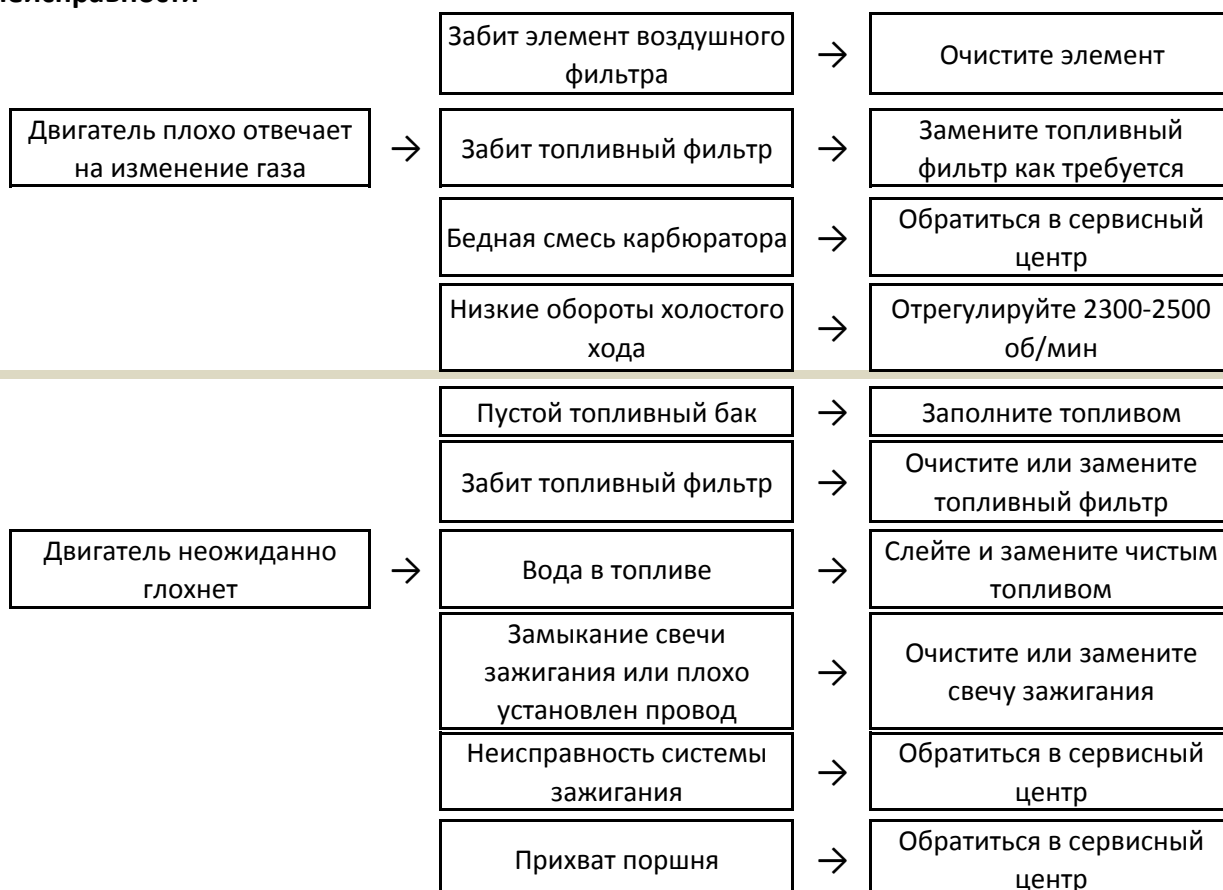 Забит элемент воздушного
фильтра
→
Очистите элемент
Двигатель плохо отвечает
на изменение газа
→
Забит топливный фильтр
→
Замените топливный
фильтр как требуется
Бедная смесь карбюратора
→
Обратиться в сервисный
центр
Низкие обороты холостого
хода
→
Отрегулируйте 2300-2500
об/мин
Пустой топливный бак
→
Заполните топливом
Забит топливный фильтр
→
Очистите или замените
топливный фильтр
Двигатель неожиданно
глохнет
→
Вода в топливе
→
Слейте и замените чистым
топливом
Замыкание свечи
зажигания или плохо
установлен провод
→
Очистите или замените
свечу зажигания
Неисправность системы
зажигания
→
Обратиться в сервисный
центр
Прихват поршня
→
Обратиться в сервисный
центр